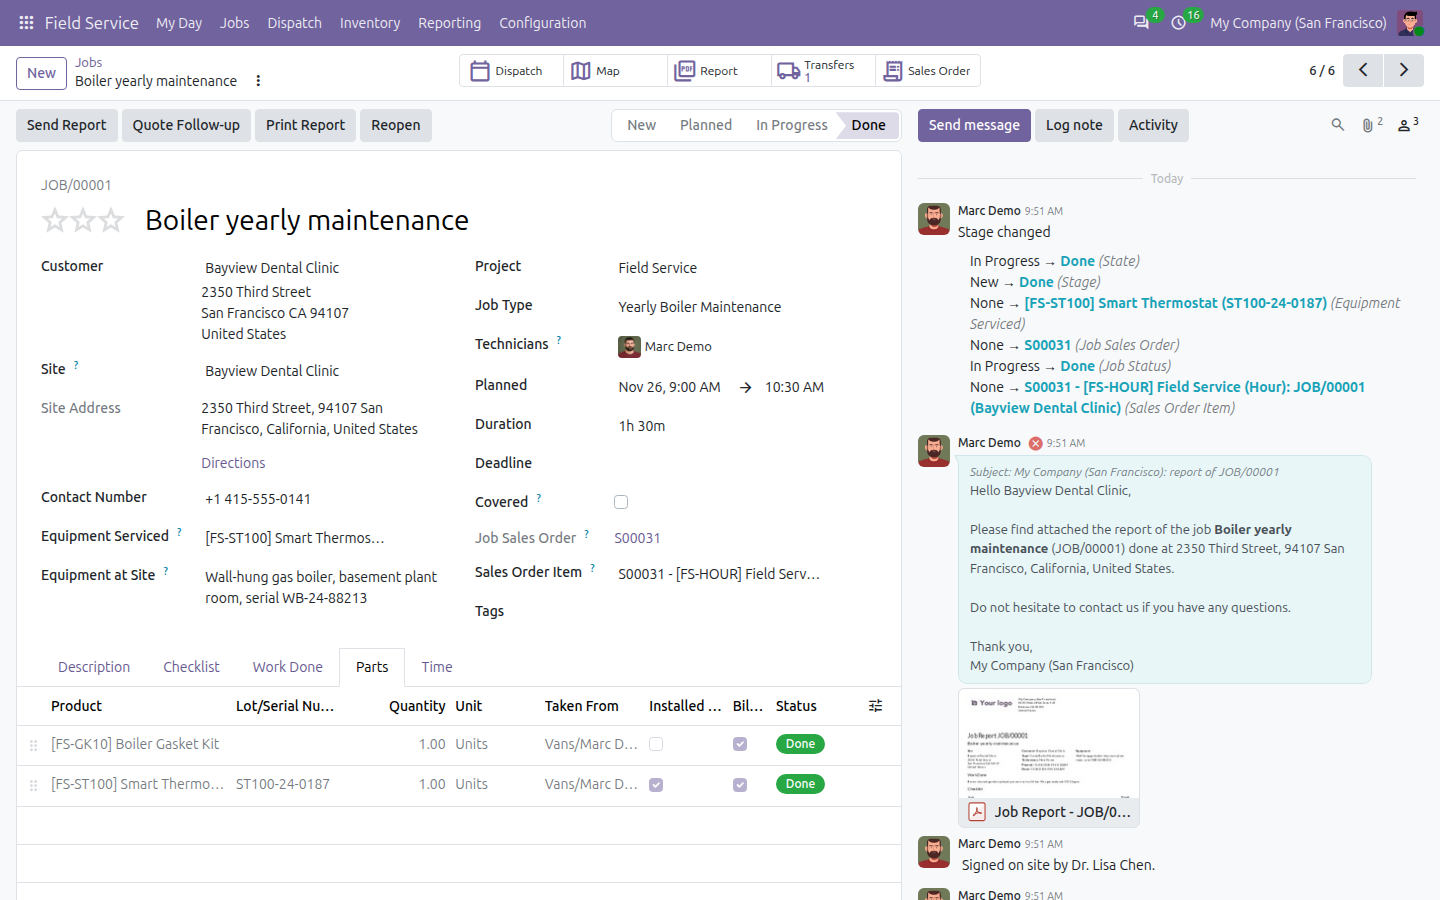 Field Service My Day Jobs Dispatch Inventory Reporting Configuration 4 16 My Company (San Francisco)
New Jobs
Boiler yearly maintenance
Dispatch Map Report Transfers 1 Sales Order
6 / 6
Send Report Quote Follow-up Print Report Reopen
New Planned In Progress Done
JOB/00001
Boiler yearly maintenance
Customer Bayview Dental Clinic
2350 Third Street
San Francisco CA 94107
United States
Site ? Bayview Dental Clinic
Site Address 2350 Third Street, 94107 San
Francisco, California, United States
Directions
Contact Number +1 415-555-0141
Equipment Serviced ? [FS-ST100] Smart Thermos...
Equipment at Site ? Wall-hung gas boiler, basement plant
room, serial WB-24-88213
Project Field Service
Job Type Yearly Boiler Maintenance
Technicians ? Marc Demo
Planned Nov 26, 9:00 AM → 10:30 AM
Duration 1h 30m
Deadline
Covered ?
Job Sales Order ? S00031
Sales Order Item ? S00031 - [FS-HOUR] Field Serv...
Tags
Description Checklist Work Done Parts Time
Product Lot/Serial Nu... Quantity Unit Taken From Installed ... Bil... Status
[FS-GK10] Boiler Gasket Kit 1.00 Units Vans/Marc D... Done
[FS-ST100] Smart Thermo... ST100-24-0187 1.00 Units Vans/Marc D... Done
Send message Log note Activity 2 3
Today
Marc Demo 9:51 AM
Stage changed
In Progress → Done (State)
New → Done (Stage)
None → [FS-ST100] Smart Thermostat (ST100-24-0187) (Equipment
Serviced)
None → S00031 (Job Sales Order)
In Progress → Done (Job Status)
None → S00031 - [FS-HOUR] Field Service (Hour): JOB/00001
(Bayview Dental Clinic) (Sales Order Item)
Marc Demo 9:51 AM
Subject: My Company (San Francisco): report of JOB/00001
Hello Bayview Dental Clinic,
Please find attached the report of the job Boiler yearly
maintenance (JOB/00001) done at 2350 Third Street, 94107 San
Francisco, California, United States.
Do not hesitate to contact us if you have any questions.
Thank you,
My Company (San Francisco)
Your logo
Job Report JOB/00001
Boiler yearly maintenance
Job Report - JOB/0...
Marc Demo 9:51 AM
Signed on site by Dr. Lisa Chen.
Marc Demo 9:51 AM